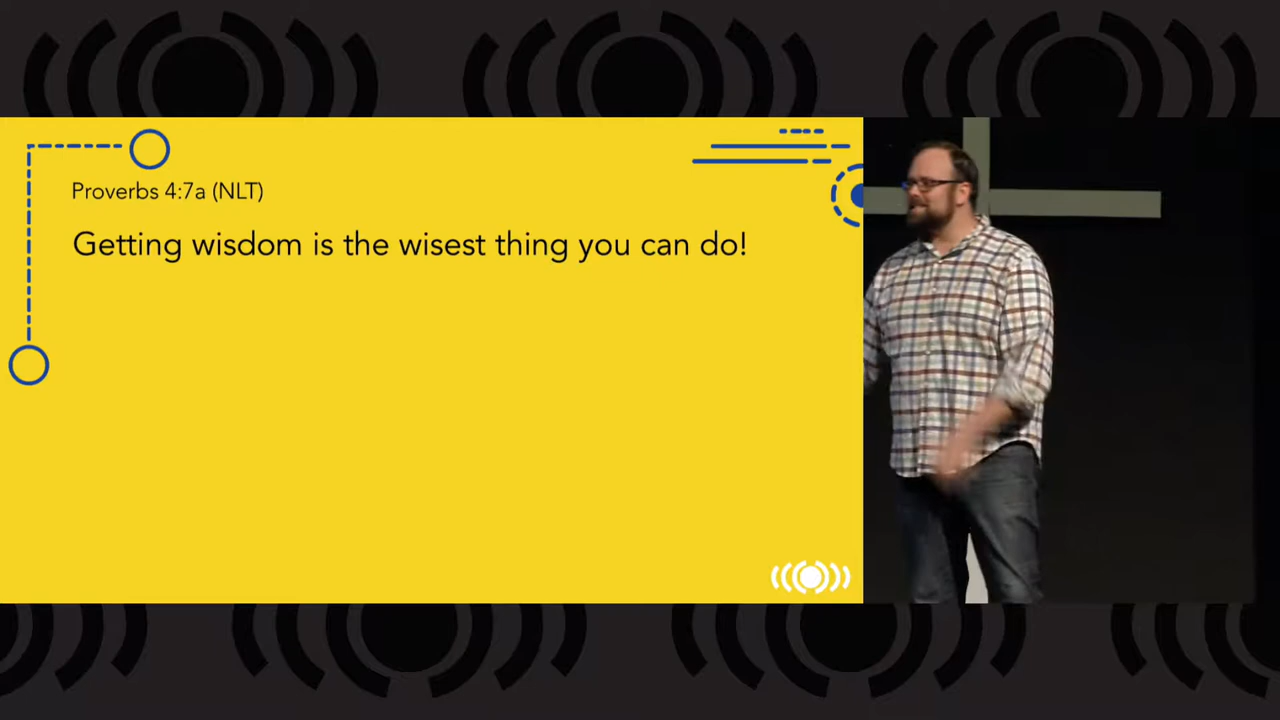 Proverbs 4:7a (NLT)
Getting wisdom is the wisest thing you can do!